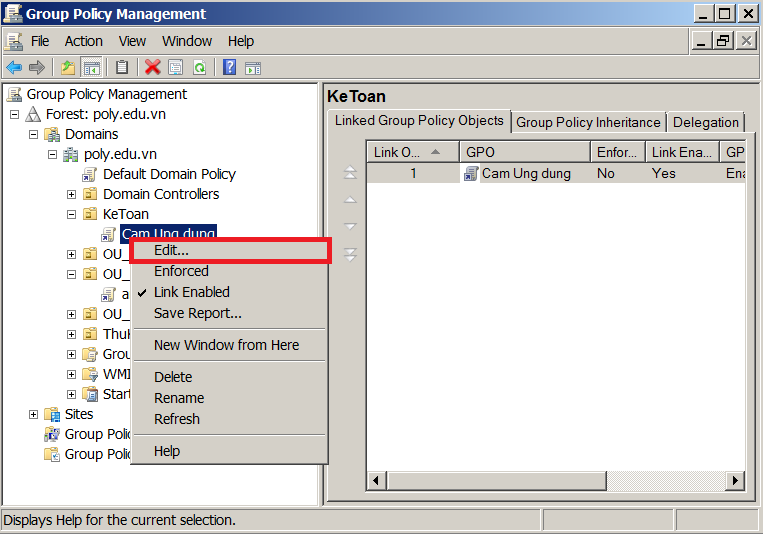 Group Policy Management
File Action View Window Help
Group Policy Management
Forest: poly.edu.vn
Domains
poly.edu.vn
Default Domain Policy
Domain Controllers
KeToan
Cam Ung dung
OU_
OU_
a
OU_
ThuK
Grou
WMI
Start
Sites
Group Polic
Group Polic
Edit...
Enforced
Link Enabled
Save Report...
New Window from Here
Delete
Rename
Refresh
Help
KeToan
Linked Group Policy Objects Group Policy Inheritance Delegation
Link O... GPO Enfor... Link Ena... GP
1 Cam Ung dung No Yes Ena
Displays Help for the current selection.